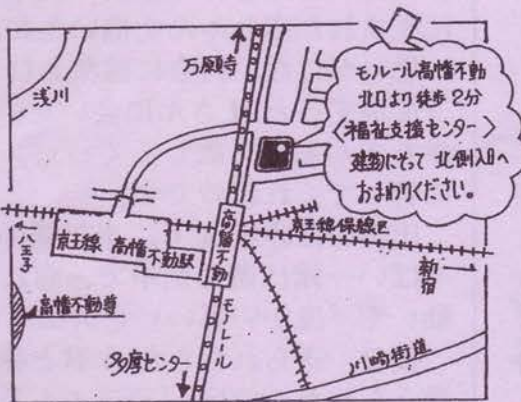 モノレール高幡不動
北口より徒歩2分
〈福祉支援センター〉
建物にそって北側入口へ
おまわりください。
万願寺
浅川
京王線 高幡不動駅
高幡不動
京王線保線区
八王子
新宿
高幡不動尊
モノレール
多摩センター
川崎街道